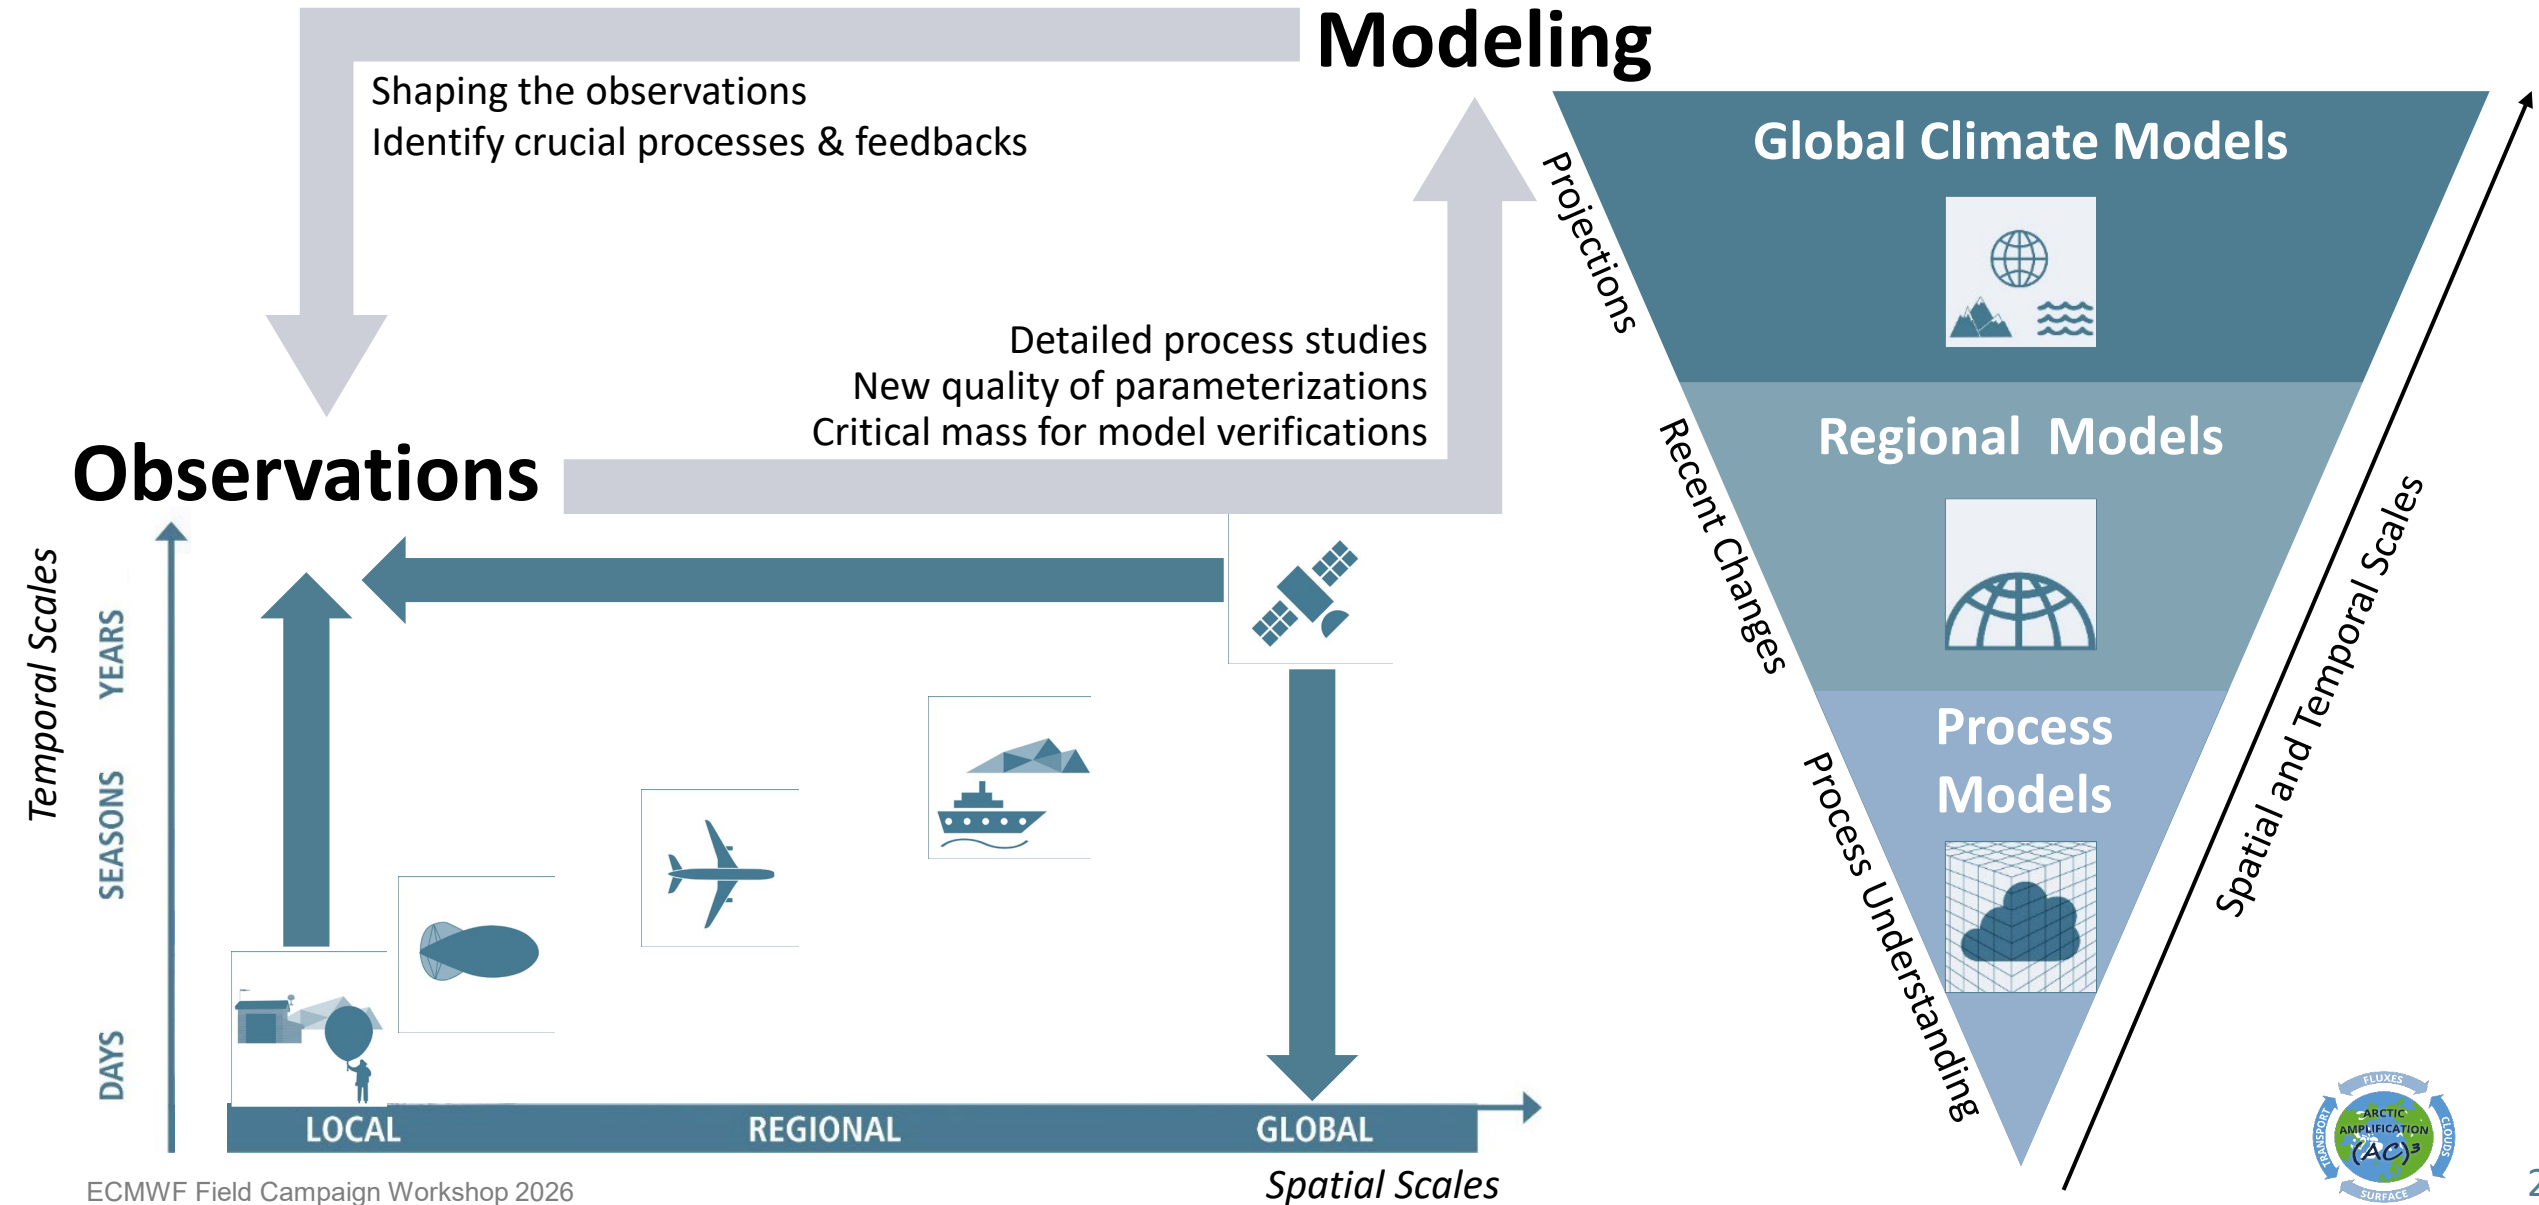 Modeling
Shaping the observations
Identify crucial processes & feedbacks
Detailed process studies
New quality of parameterizations
Critical mass for model verifications
Observations
Temporal Scales
YEARS
SEASONS
DAYS
LOCAL
REGIONAL
GLOBAL
Spatial Scales
Global Climate Models
Regional Models
Process
Models
Projections
Recent Changes
Process Understanding
Spatial and Temporal Scales
FLUXES
CLOUDS
SURFACE
TRANSPORT
ARCTIC
AMPLIFICATION
(AC)³
ECMWF Field Campaign Workshop 2026
2